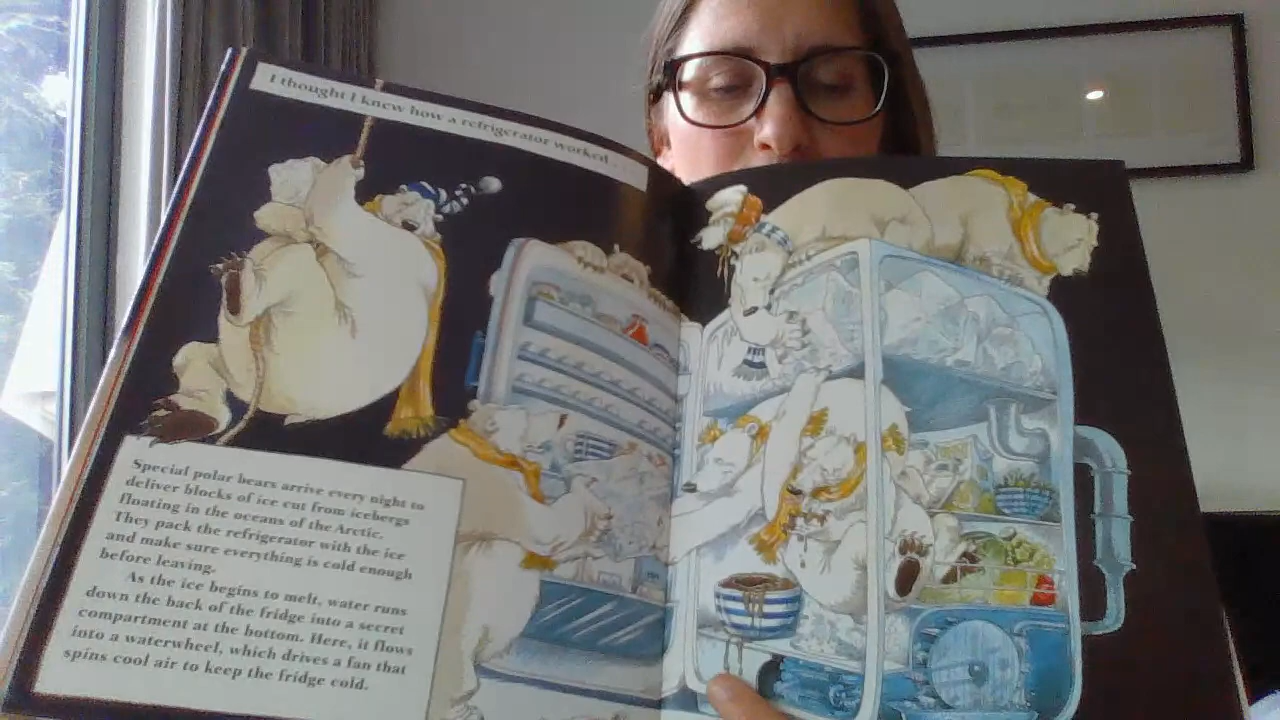 I thought I knew how a refrigerator worked . .
Special polar bears arrive every night to
deliver blocks of ice cut from icebergs
floating in the oceans of the Arctic.
They pack the refrigerator with the ice
and make sure everything is cold enough
before leaving.
As the ice begins to melt, water runs
down the back of the fridge into a secret
compartment at the bottom. Here, it flows
into a waterwheel, which drives a fan that
spins cool air to keep the fridge cold.